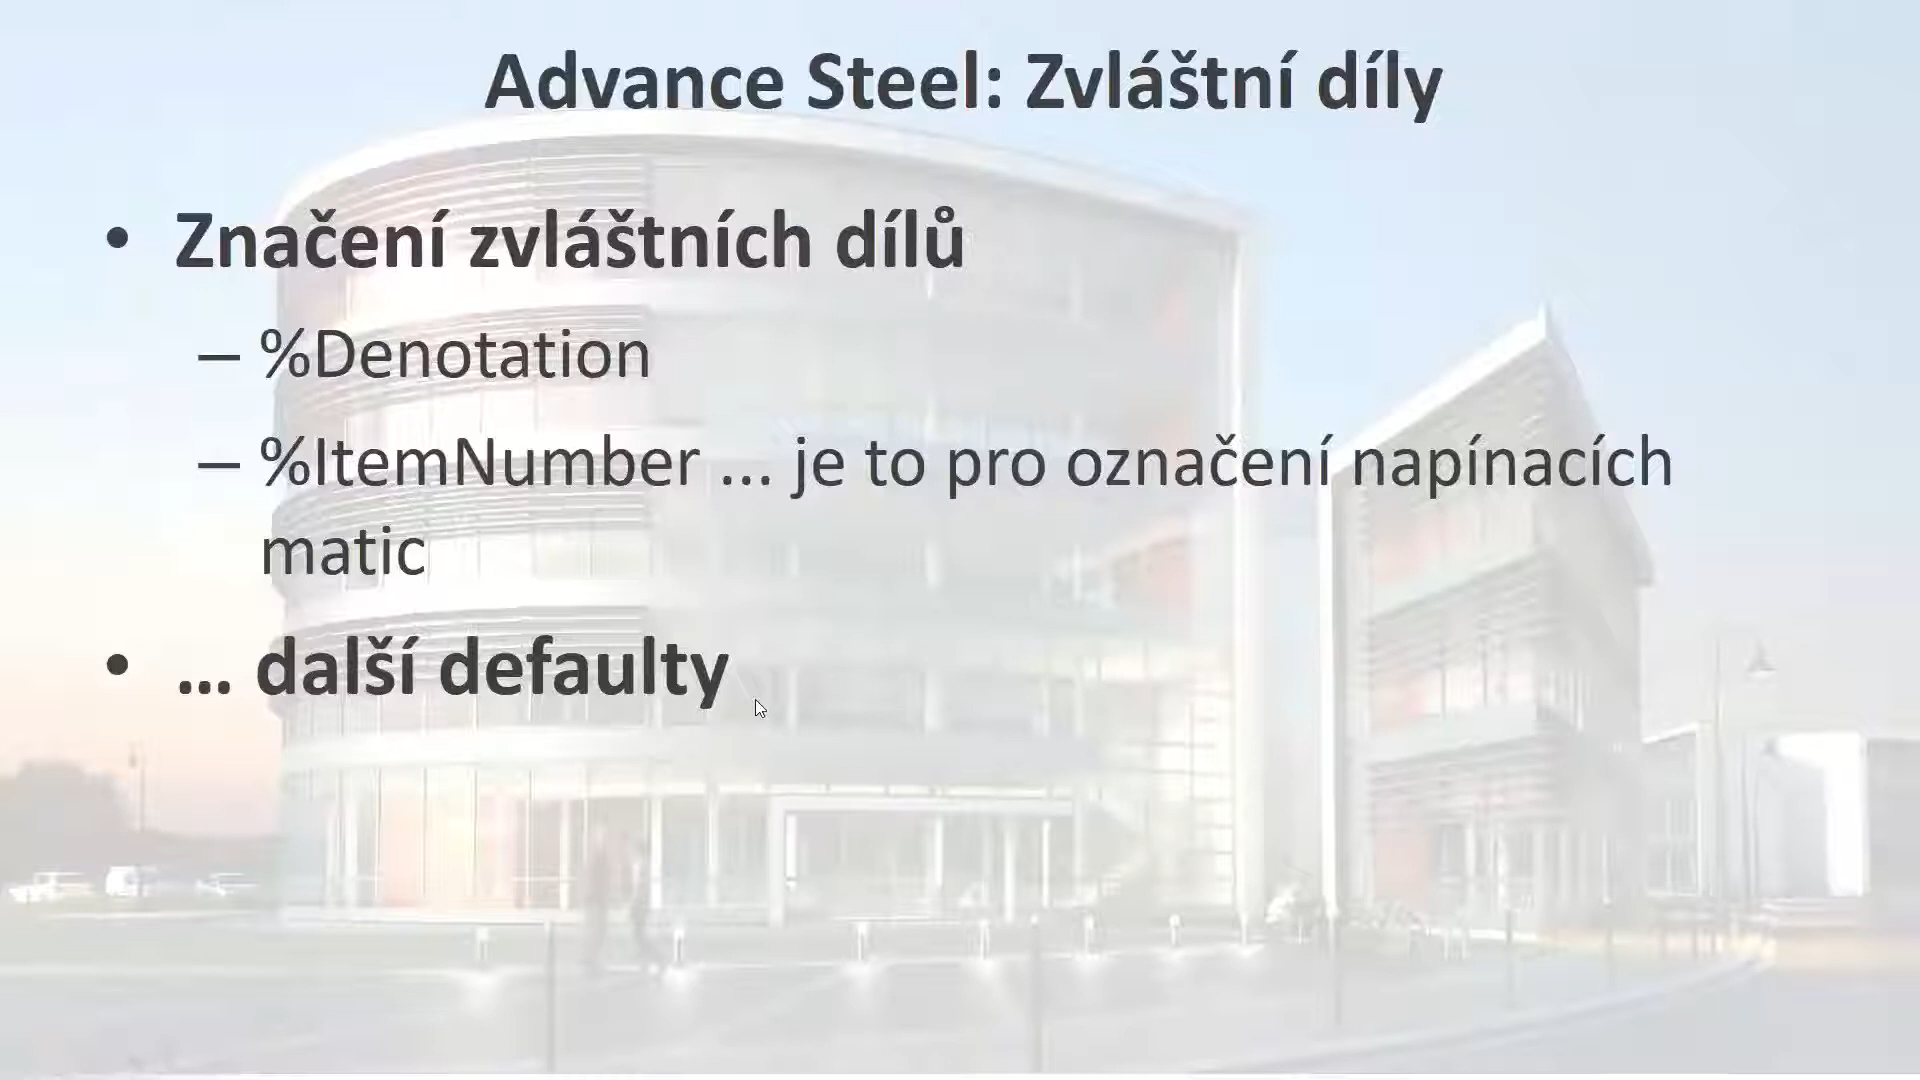 Advance Steel: Zvláštní díly
• Značení zvláštních dílů
– %Denotation
– %ItemNumber ... je to pro označení napínacích
matic
• ... další defaulty